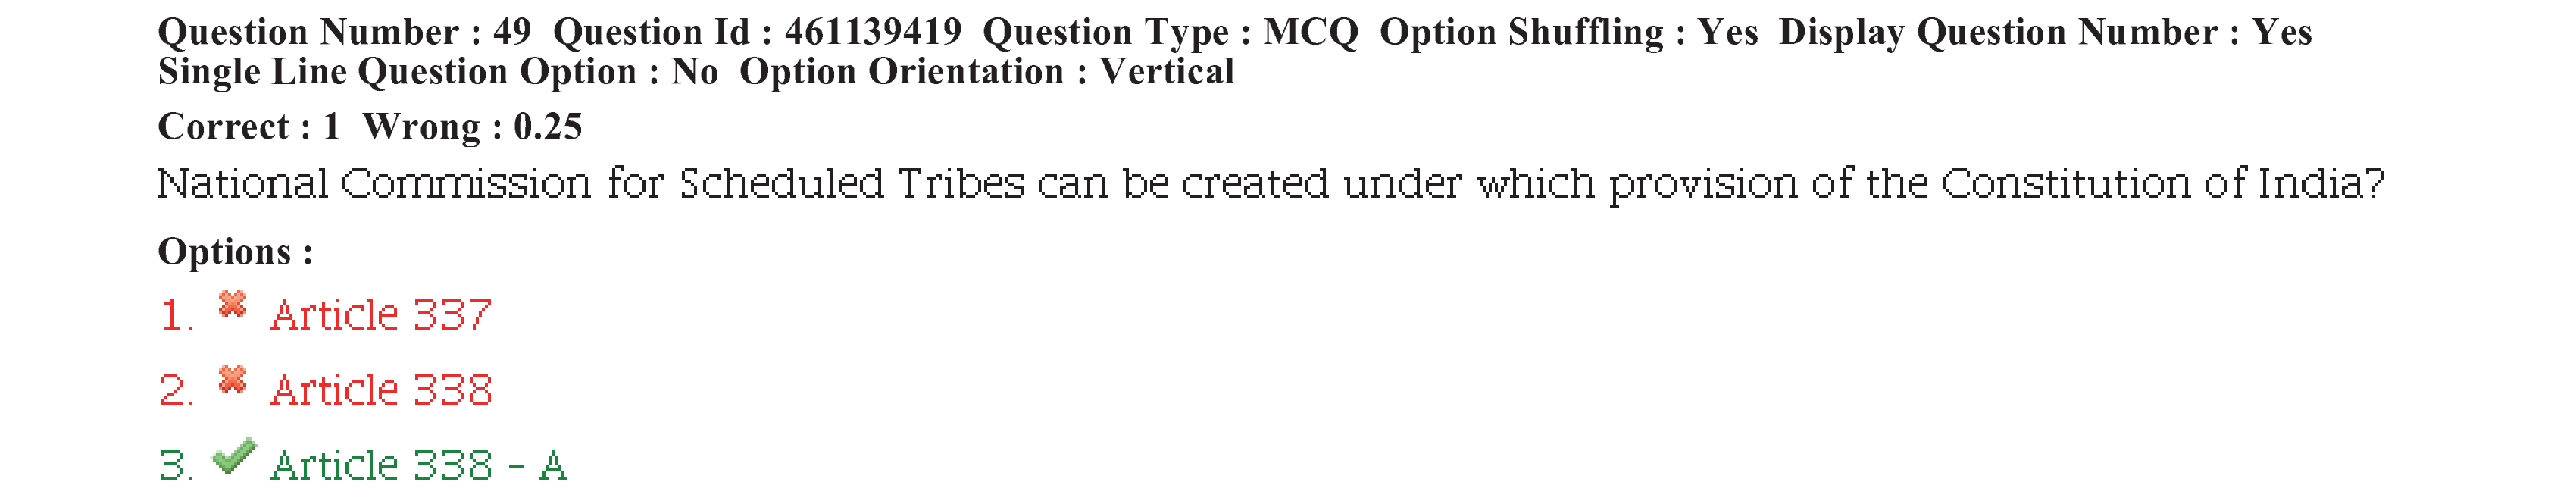 Question Number : 49 Question Id : 461139419 Question Type : MCQ Option Shuffling : Yes Display Question Number : Yes
Single Line Question Option : No Option Orientation : Vertical
Correct : 1 Wrong : 0.25
National Commission for Scheduled Tribes can be created under which provision of the Constitution of India?
Options :
1. Article 337
2. Article 338
3. Article 338 - A